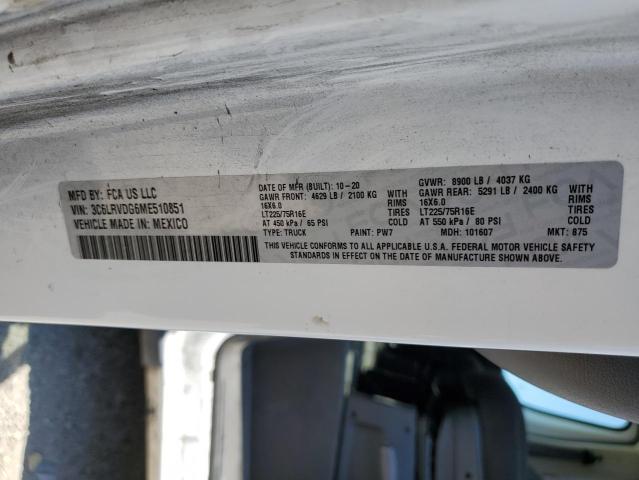 MFD BY: FCA US LLC
VIN: 3C6LRVDG6ME510851
VEHICLE MADE IN: MEXICO
DATE OF MFR (BUILT): 10-20
GAWR FRONT: 4629 LB / 2100 KG WITH
16X6.0 RIMS
LT225/75R16E TIRES
AT 450 kPa / 65 PSI COLD
TYPE: TRUCK PAINT: PW7
GVWR: 8900 LB / 4037 KG
GAWR REAR: 5291 LB / 2400 KG WITH
16X6.0 RIMS
LT225/75R16E TIRES
AT 550 kPa / 80 PSI COLD
MDH: 101607 MKT: 875
THIS VEHICLE CONFORMS TO ALL APPLICABLE U.S.A. FEDERAL MOTOR VEHICLE SAFETY
STANDARDS IN EFFECT ON THE DATE OF MANUFACTURE SHOWN ABOVE.